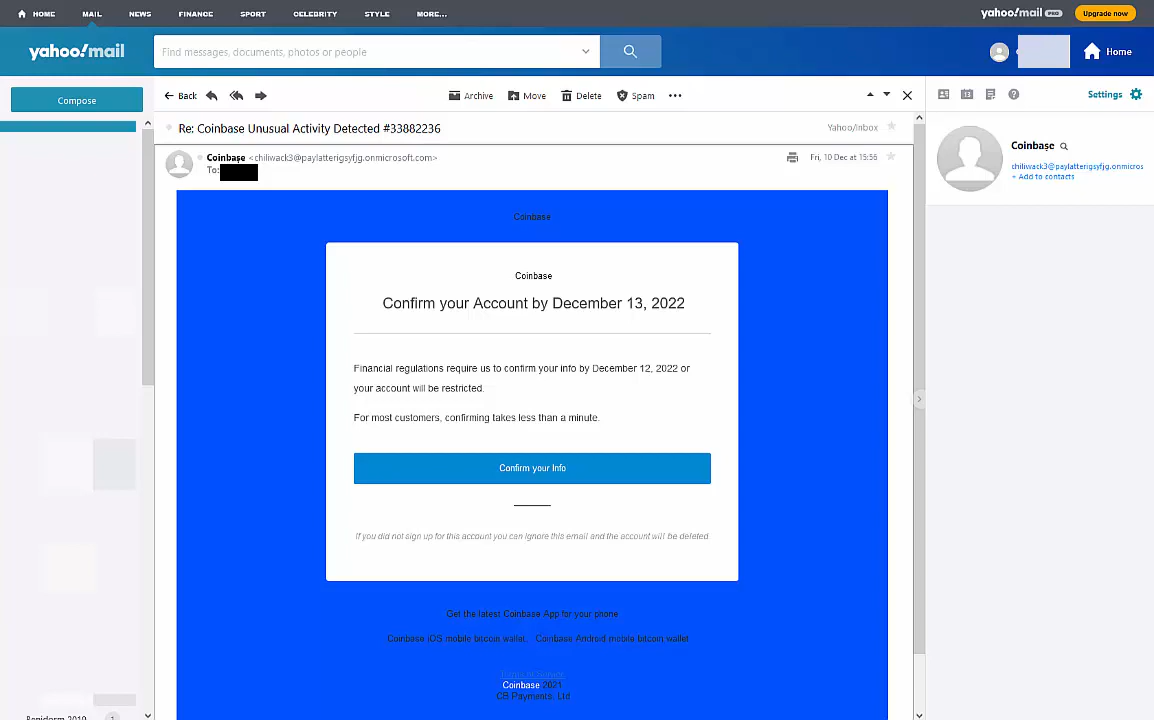 HOME MAIL NEWS FINANCE SPORT CELEBRITY STYLE MORE... yahoo!mail PRO Upgrade now
yahoo!mail Find messages, documents, photos or people Home
Compose Back Archive Move Delete Spam ••• Settings
Re: Coinbase Unusual Activity Detected #33882236 Yahoo/Inbox
Coinbase <chiliwack3@paylatterigsyfjg.onmicrosoft.com> Fri, 10 Dec at 15:56
To:
Coinbase
chiliwack3@paylatterigsyfjg.onmicros
+ Add to contacts
Coinbase
Coinbase
Confirm your Account by December 13, 2022
Financial regulations require us to confirm your info by December 12, 2022 or
your account will be restricted.
For most customers, confirming takes less than a minute.
Confirm your Info
If you did not sign up for this account you can ignore this email and the account will be deleted.
Get the latest Coinbase App for your phone
Coinbase iOS mobile bitcoin wallet. Coinbase Android mobile bitcoin wallet
Coinbase 2021
CB Payments, Ltd